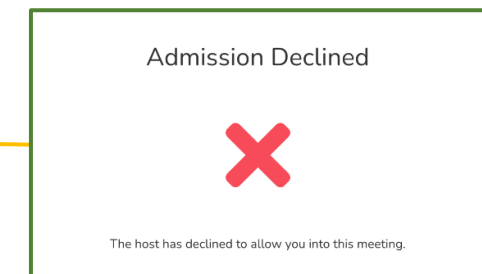 Admission Declined
The host has declined to allow you into this meeting.